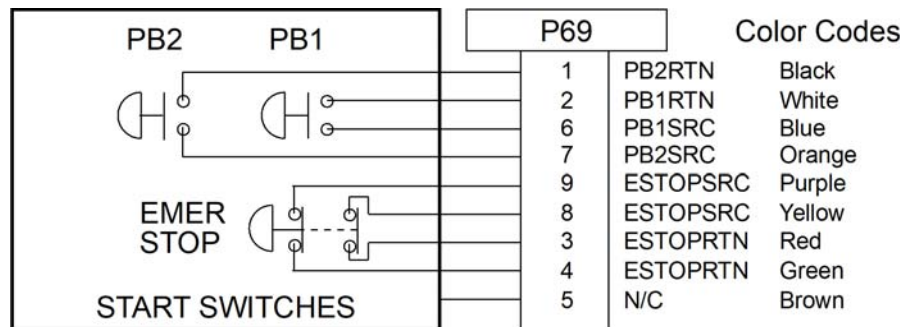 PB2 PB1 P69 Color Codes
1 PB2RTN Black
2 PB1RTN White
6 PB1SRC Blue
7 PB2SRC Orange
9 ESTOPSRC Purple
EMER 8 ESTOPSRC Yellow
STOP 3 ESTOPRTN Red
4 ESTOPRTN Green
START SWITCHES 5 N/C Brown